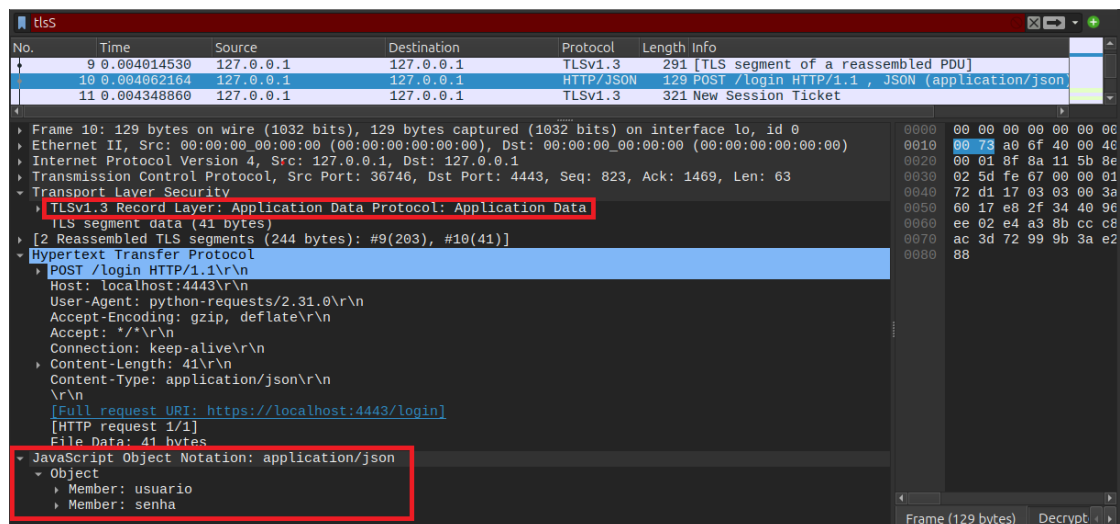 tlsS
No. Time Source Destination Protocol Length Info
9 0.004014530 127.0.0.1 127.0.0.1 TLSv1.3 291 [TLS segment of a reassembled PDU]
10 0.004062164 127.0.0.1 127.0.0.1 HTTP/JSON 129 POST /login HTTP/1.1 , JSON (application/json)
11 0.004348860 127.0.0.1 127.0.0.1 TLSv1.3 321 New Session Ticket
Frame 10: 129 bytes on wire (1032 bits), 129 bytes captured (1032 bits) on interface lo, id 0
Ethernet II, Src: 00:00:00_00:00:00 (00:00:00:00:00:00), Dst: 00:00:00_00:00:00 (00:00:00:00:00:00)
Internet Protocol Version 4, Src: 127.0.0.1, Dst: 127.0.0.1
Transmission Control Protocol, Src Port: 36746, Dst Port: 4443, Seq: 823, Ack: 1469, Len: 63
Transport Layer Security
TLSv1.3 Record Layer: Application Data Protocol: Application Data
TLS segment data (41 bytes)
[2 Reassembled TLS segments (244 bytes): #9(203), #10(41)]
Hypertext Transfer Protocol
POST /login HTTP/1.1\r\n
Host: localhost:4443\r\n
User-Agent: python-requests/2.31.0\r\n
Accept-Encoding: gzip, deflate\r\n
Accept: */*\r\n
Connection: keep-alive\r\n
Content-Length: 41\r\n
Content-Type: application/json\r\n
\r\n
[Full request URI: https://localhost:4443/login]
[HTTP request 1/1]
File Data: 41 bytes
JavaScript Object Notation: application/json
Object
Member: usuario
Member: senha
0000 00 00 00 00 00 00 00
0010 00 73 a0 6f 40 00 40
0020 00 01 8f 8a 11 5b 8e
0030 02 5d fe 67 00 00 01
0040 72 d1 17 03 03 00 3a
0050 60 17 e8 2f 34 40 96
0060 ee 02 e4 a3 8b cc c8
0070 ac 3d 72 99 9b 3a e2
0080 88
Frame (129 bytes) Decrypt